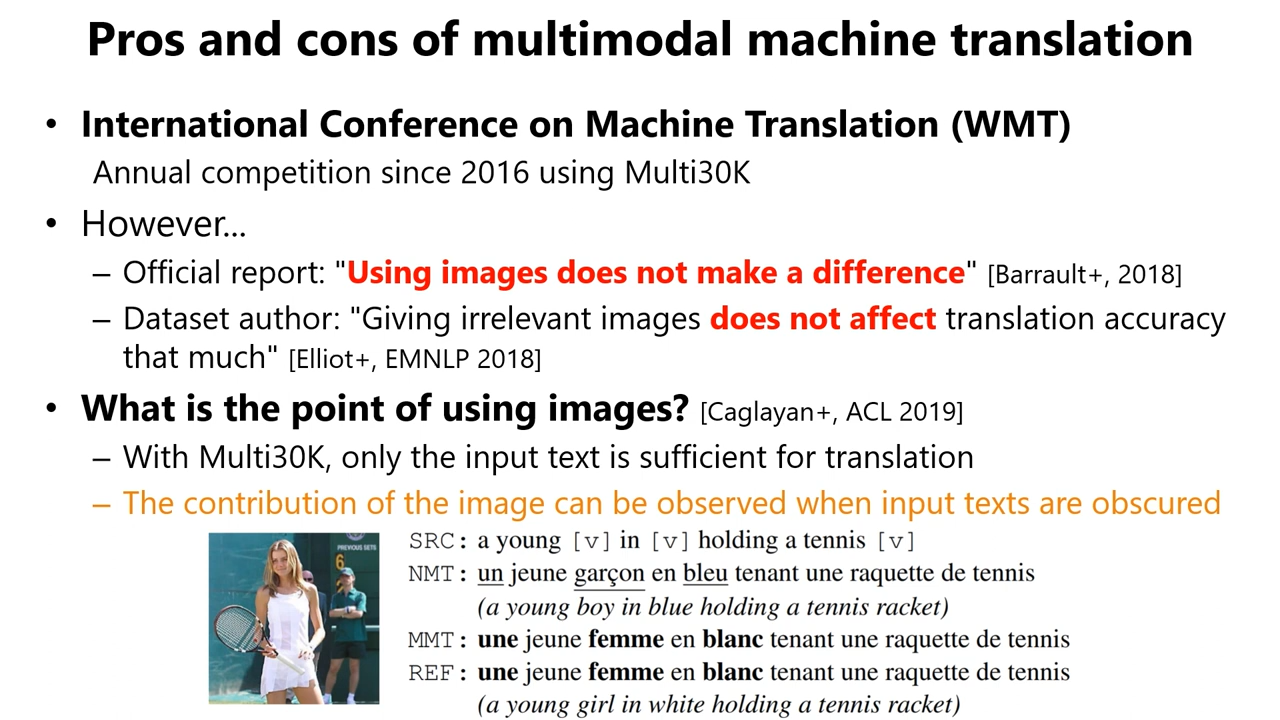 Pros and cons of multimodal machine translation
• International Conference on Machine Translation (WMT)
Annual competition since 2016 using Multi30K
• However...
– Official report: "Using images does not make a difference" [Barrault+, 2018]
– Dataset author: "Giving irrelevant images does not affect translation accuracy
that much" [Elliot+, EMNLP 2018]
• What is the point of using images? [Caglayan+, ACL 2019]
– With Multi30K, only the input text is sufficient for translation
– The contribution of the image can be observed when input texts are obscured
PREVIOUS SETS
6
SRC: a young [v] in [v] holding a tennis [v]
NMT: un jeune garçon en bleu tenant une raquette de tennis
(a young boy in blue holding a tennis racket)
MMT: une jeune femme en blanc tenant une raquette de tennis
REF: une jeune femme en blanc tenant une raquette de tennis
(a young girl in white holding a tennis racket)